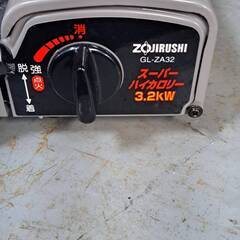 消
ZOJIRUSHI
GL-ZA32
強
点火
脱
着
スーパー
ハイカロリー
3.2kW